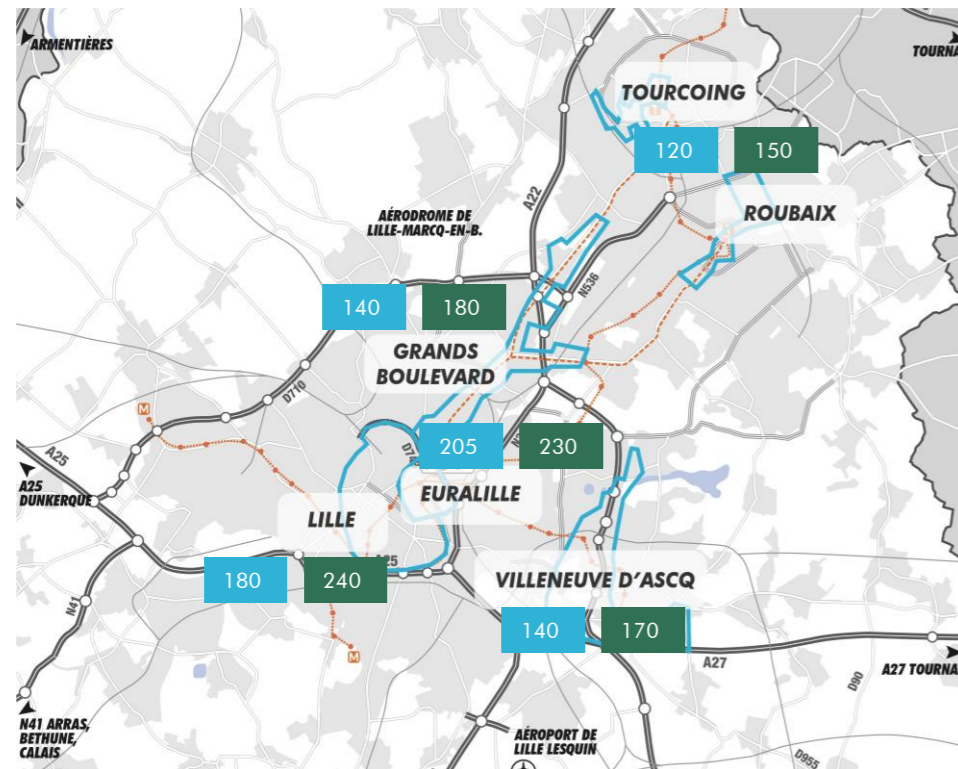 ARMENTIÈRES
TOURNA
TOURCOING
120
150
A22
ROUBAIX
AÉRODROME DE
LILLE-MARCQ-EN-B.
N536
140
180
GRANDS
BOULEVARD
D710
M
A25
A25
DUNKERQUE
205
230
EURALILLE
LILLE
A25
180
240
VILLENEUVE D'ASCQ
140
170
N41
M
A27
A27 TOURNA
D90
N41 ARRAS,
BETHUNE,
CALAIS
AÉROPORT DE
LILLE LESQUIN
D955